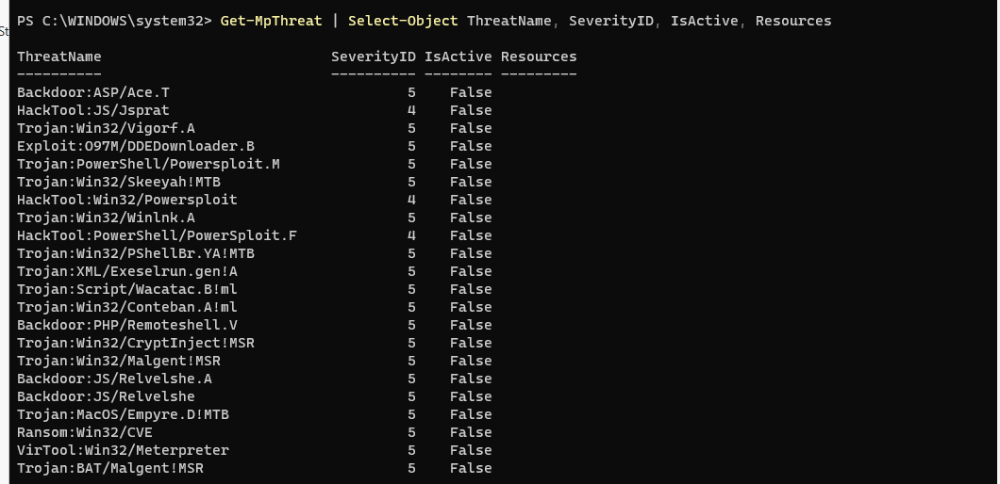 St
PS C:\WINDOWS\system32> Get-MpThreat | Select-Object ThreatName, SeverityID, IsActive, Resources
ThreatName SeverityID IsActive Resources
---------- ---------- -------- ---------
Backdoor:ASP/Ace.T 5 False
HackTool:JS/Jsprat 4 False
Trojan:Win32/Vigorf.A 5 False
Exploit:O97M/DDEDownloader.B 5 False
Trojan:PowerShell/Powersploit.M 5 False
Trojan:Win32/Skeeyah!MTB 5 False
HackTool:Win32/Powersploit 4 False
Trojan:Win32/Winlnk.A 5 False
HackTool:PowerShell/PowerSploit.F 4 False
Trojan:Win32/PShellBr.YA!MTB 5 False
Trojan:XML/Exeselrun.gen!A 5 False
Trojan:Script/Wacatac.B!ml 5 False
Trojan:Win32/Conteban.A!ml 5 False
Backdoor:PHP/Remoteshell.V 5 False
Trojan:Win32/CryptInject!MSR 5 False
Trojan:Win32/Malgent!MSR 5 False
Backdoor:JS/Relvelshe.A 5 False
Backdoor:JS/Relvelshe 5 False
Trojan:MacOS/Empyre.D!MTB 5 False
Ransom:Win32/CVE 5 False
VirTool:Win32/Meterpreter 5 False
Trojan:BAT/Malgent!MSR 5 False